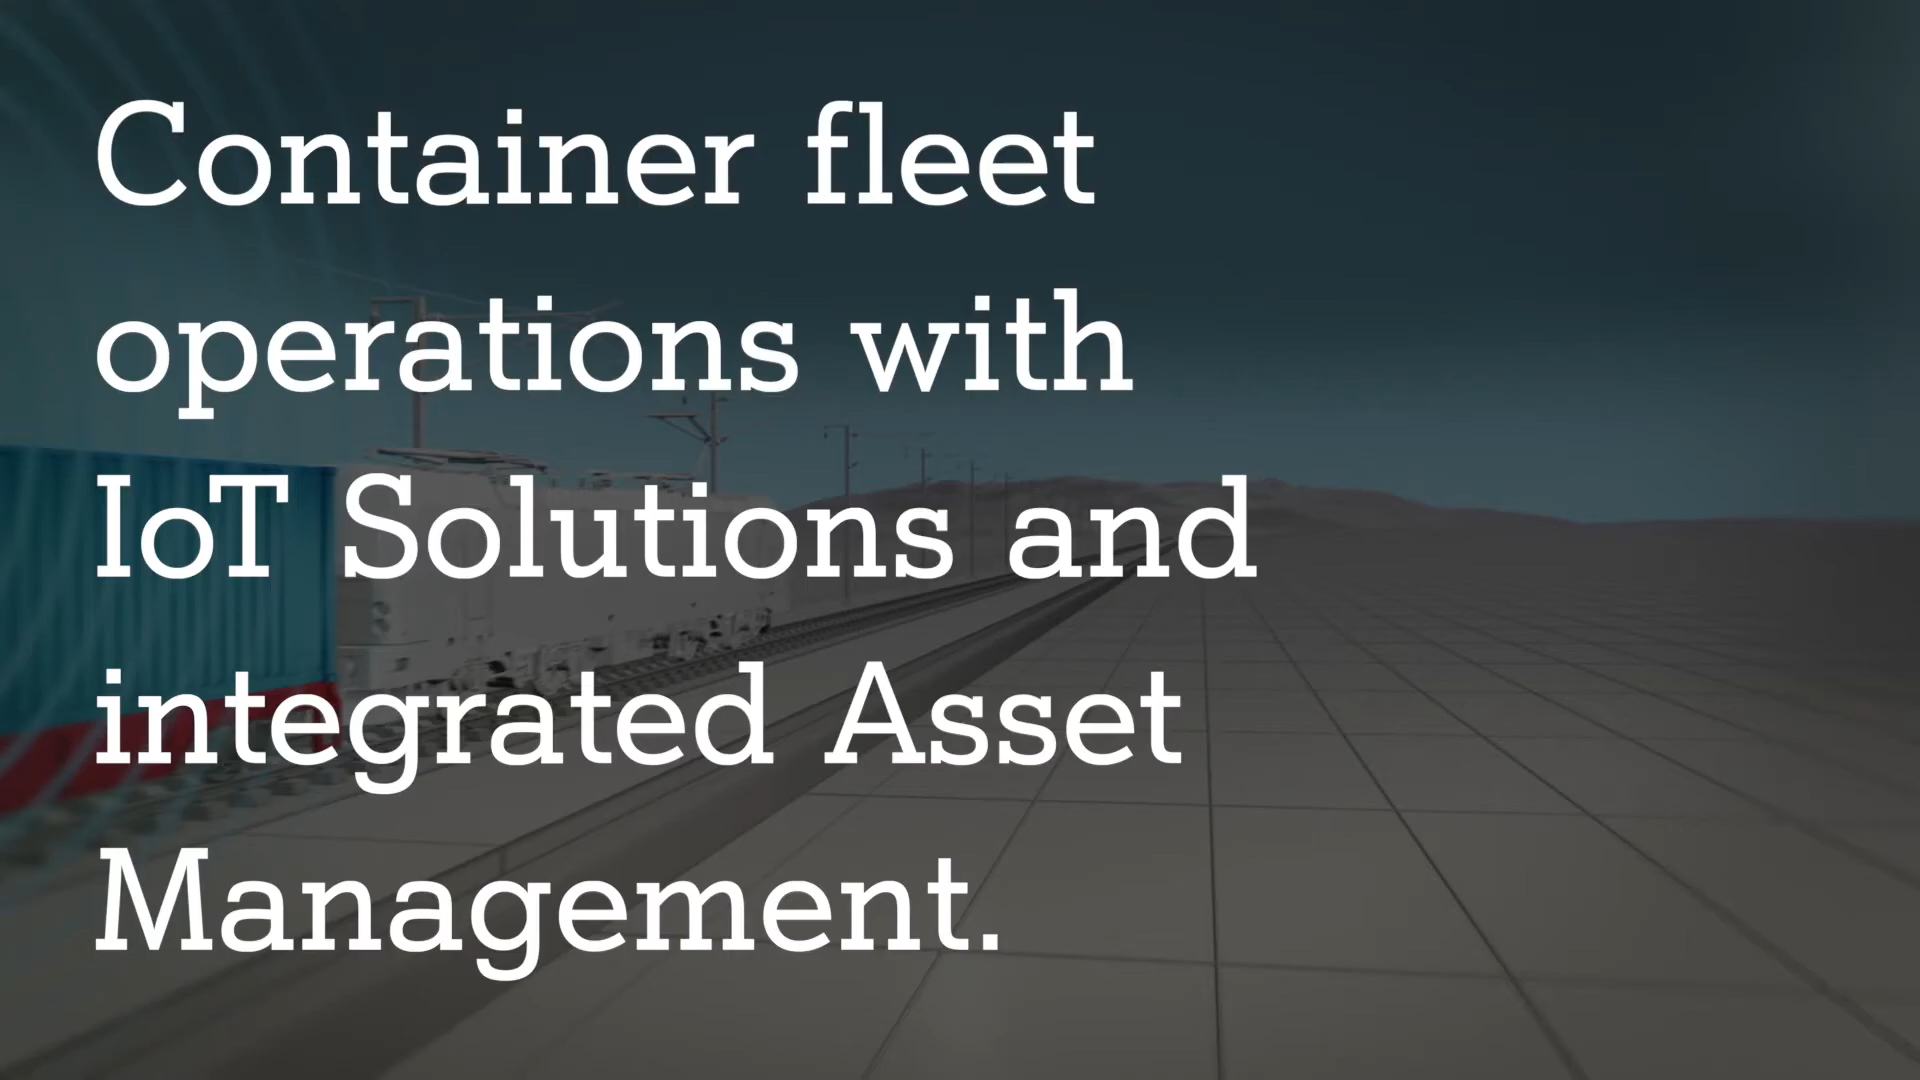 Container fleet
operations with
IoT Solutions and
integrated Asset
Management.